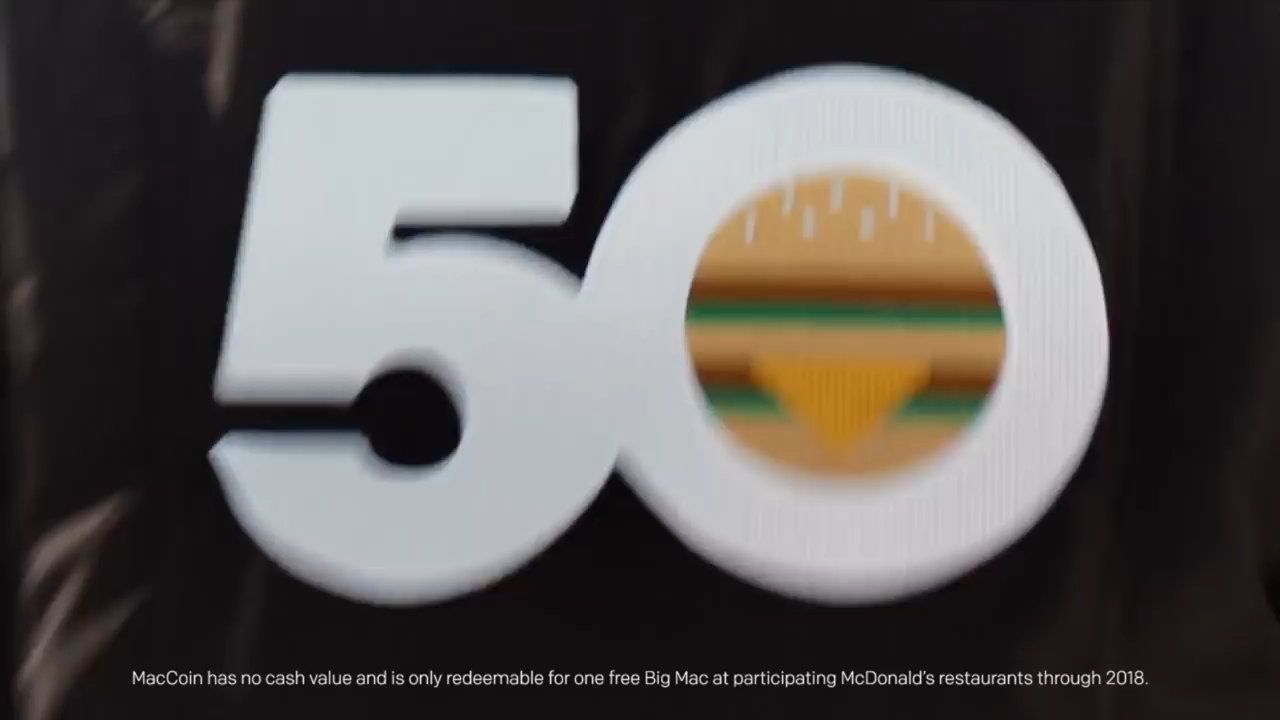 50
MacCoin has no cash value and is only redeemable for one free Big Mac at participating McDonald's restaurants through 2018.